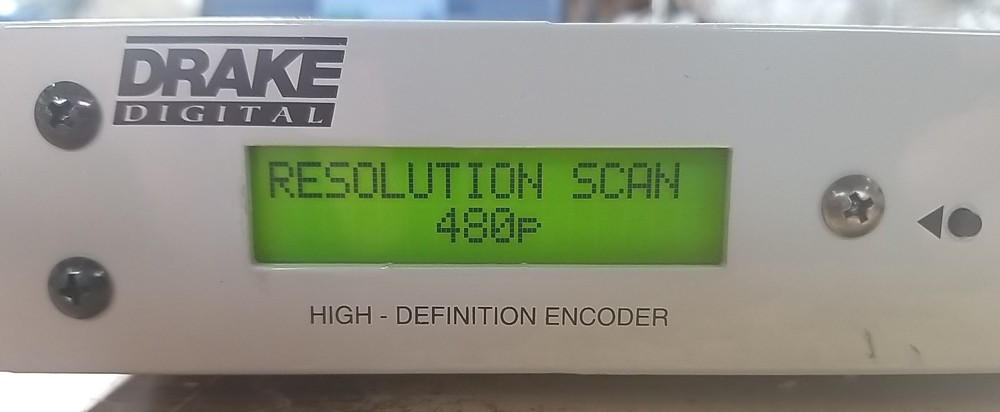 DRAKE
DIGITAL
RESOLUTION SCAN
480p
HIGH - DEFINITION ENCODER